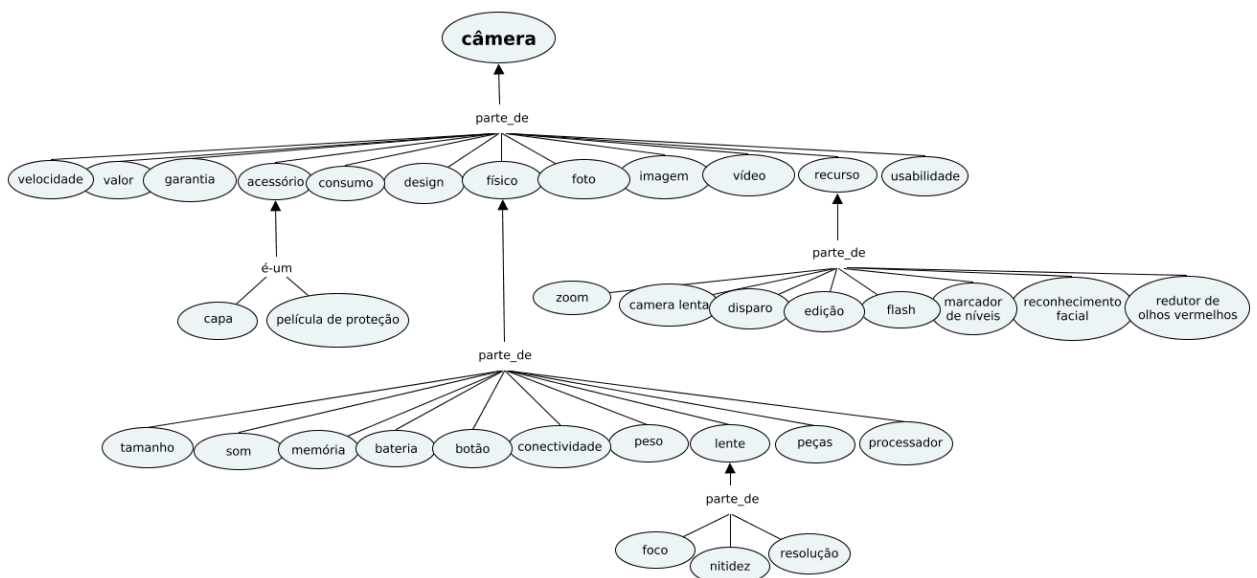 câmera
parte_de
velocidade
valor
garantia
acessório
consumo
design
físico
foto
imagem
vídeo
recurso
usabilidade
parte_de
é-um
zoom
camera lenta
disparo
edição
flash
marcador
de níveis
reconhecimento
facial
redutor de
olhos vermelhos
capa
película de proteção
parte_de
tamanho
som
memória
bateria
botão
conectividade
peso
lente
peças
processador
parte_de
foco
nitidez
resolução